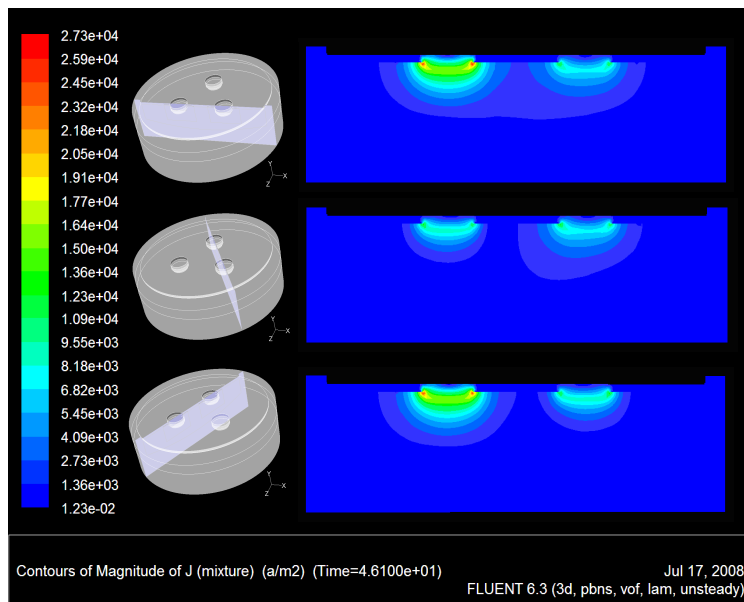 2.73e+04
2.59e+04
2.45e+04
2.32e+04
2.18e+04
2.05e+04
1.91e+04
1.77e+04
1.64e+04
1.50e+04
1.36e+04
1.23e+04
1.09e+04
9.55e+03
8.18e+03
6.82e+03
5.45e+03
4.09e+03
2.73e+03
1.36e+03
1.23e-02
Y
X
Z
Y
X
Z
Y
X
Z
Contours of Magnitude of J (mixture) (a/m2) (Time=4.6100e+01)
Jul 17, 2008
FLUENT 6.3 (3d, pbns, vof, lam, unsteady)